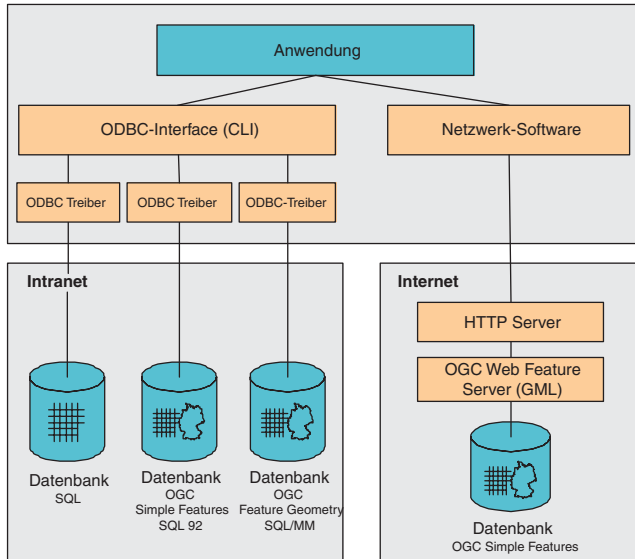 Anwendung
ODBC-Interface (CLI)
Netzwerk-Software
ODBC Treiber
ODBC Treiber
ODBC-Treiber
Intranet
Internet
HTTP Server
OGC Web Feature
Server (GML)
Datenbank
SQL
Datenbank
OGC
Simple Features
SQL 92
Datenbank
OGC
Feature Geometry
SQL/MM
Datenbank
OGC Simple Features